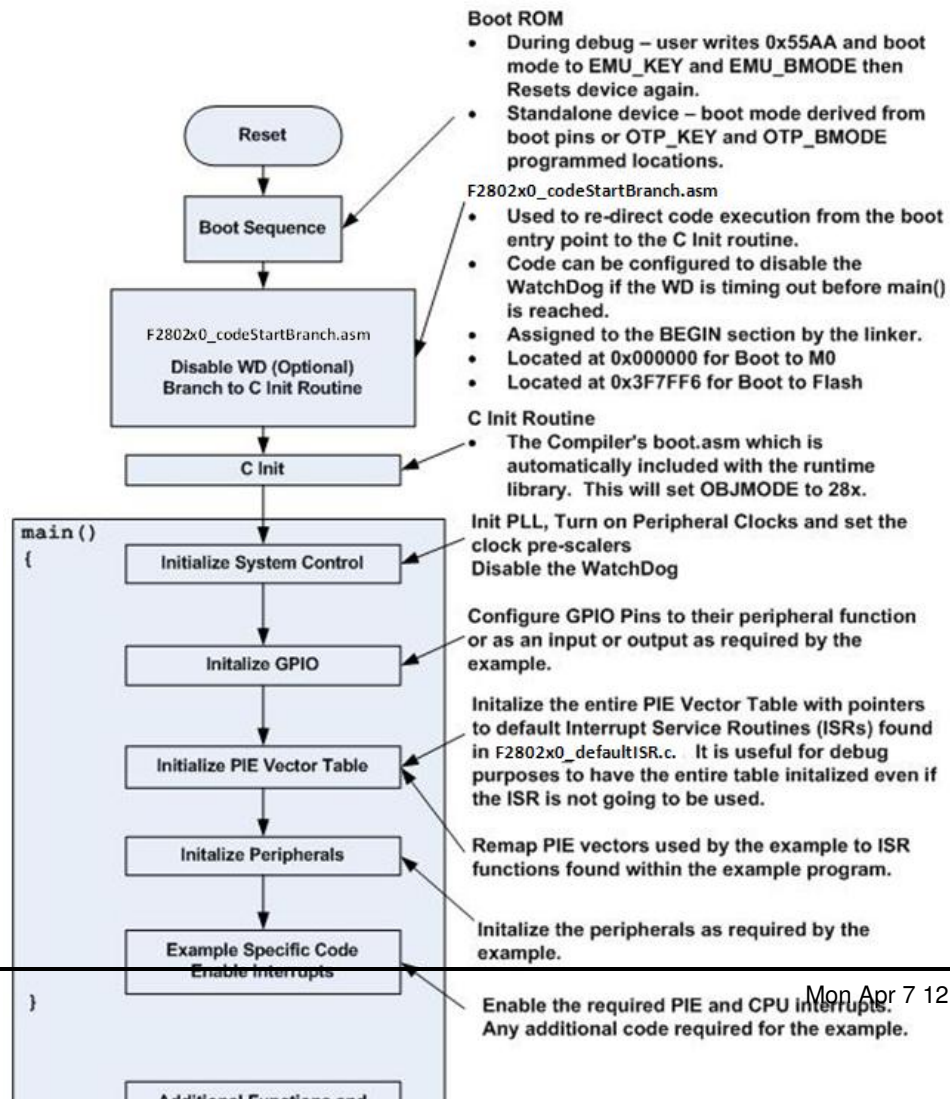 Boot ROM
• During debug – user writes 0x55AA and boot
mode to EMU_KEY and EMU_BMODE then
Resets device again.
• Standalone device – boot mode derived from
boot pins or OTP_KEY and OTP_BMODE
programmed locations.
Reset
Boot Sequence
F2802x0_codeStartBranch.asm
• Used to re-direct code execution from the boot
entry point to the C Init routine.
• Code can be configured to disable the
WatchDog if the WD is timing out before main()
is reached.
• Assigned to the BEGIN section by the linker.
• Located at 0x000000 for Boot to M0
• Located at 0x3F7FF6 for Boot to Flash
F2802x0_codeStartBranch.asm
Disable WD (Optional)
Branch to C Init Routine
C Init Routine
• The Compiler's boot.asm which is
automatically included with the runtime
library. This will set OBJMODE to 28x.
C Init
main()
{
Initialize System Control
Init PLL, Turn on Peripheral Clocks and set the
clock pre-scalers
Disable the WatchDog
Initalize GPIO
Configure GPIO Pins to their peripheral function
or as an input or output as required by the
example.
Initialize PIE Vector Table
Initalize the entire PIE Vector Table with pointers
to default Interrupt Service Routines (ISRs) found
in F2802x0_defaultISR.c. It is useful for debug
purposes to have the entire table initalized even if
the ISR is not going to be used.
Remap PIE vectors used by the example to ISR
functions found within the example program.
Initalize Peripherals
Initalize the peripherals as required by the
example.
Example Specific Code
Enable Interrupts
Enable the required PIE and CPU interrupts.
Any additional code required for the example.
Mon Apr 7 12
}
Additional Functions and